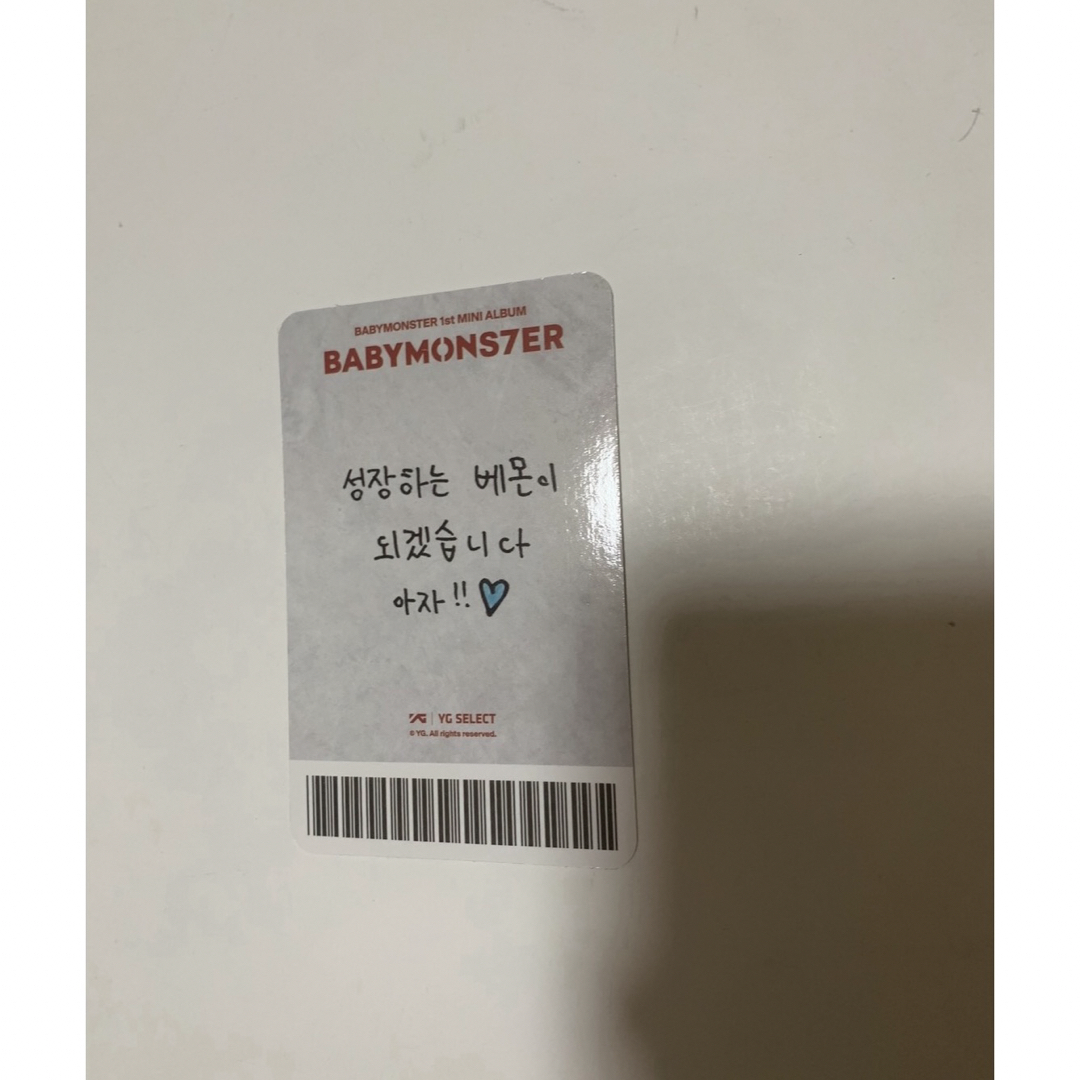 BABYMONSTER 1st MINI ALBUM
BABYMONS7ER
성장하는 베몬이
되겠습니다
아자!!
YG | YG SELECT
© YG. All rights reserved.